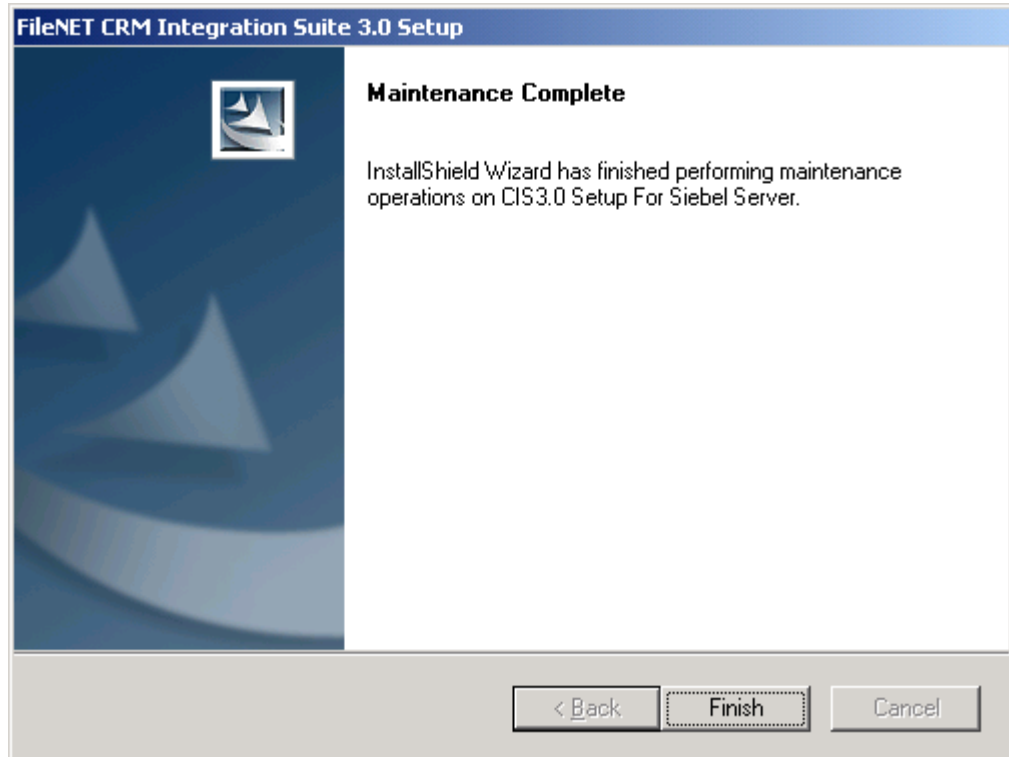 FileNET CRM Integration Suite 3.0 Setup
Maintenance Complete
InstallShield Wizard has finished performing maintenance
operations on CIS3.0 Setup For Siebel Server.
< Back
Finish
Cancel